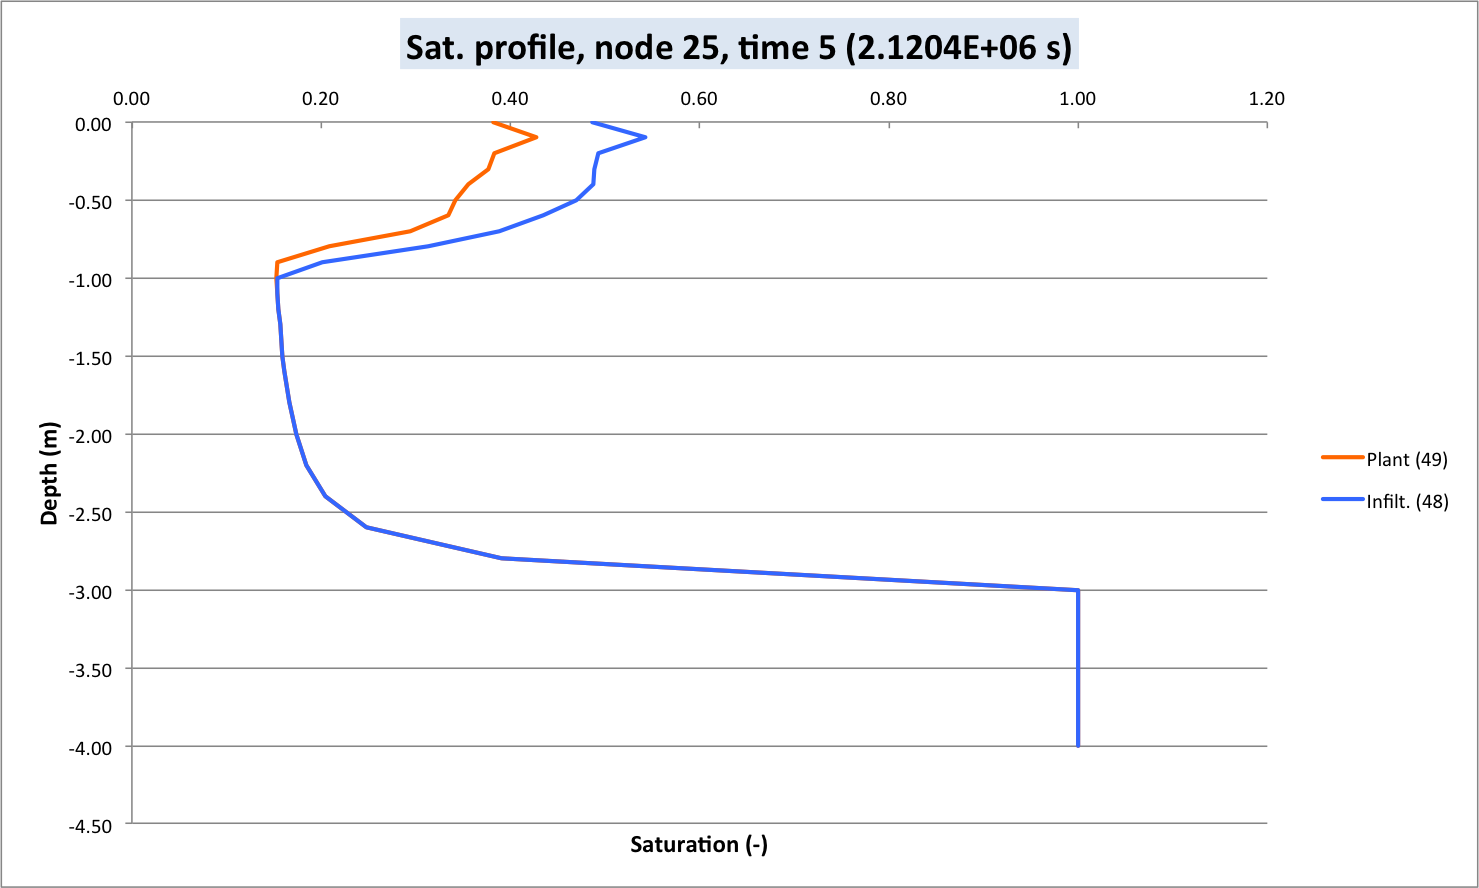 Sat. profile, node 25, time 5 (2.1204E+06 s)
0.00 0.20 0.40 0.60 0.80 1.00 1.20
0.00
-0.50
-1.00
-1.50
-2.00
-2.50
-3.00
-3.50
-4.00
-4.50
Depth (m)
Plant (49)
Infilt. (48)
Saturation (-)